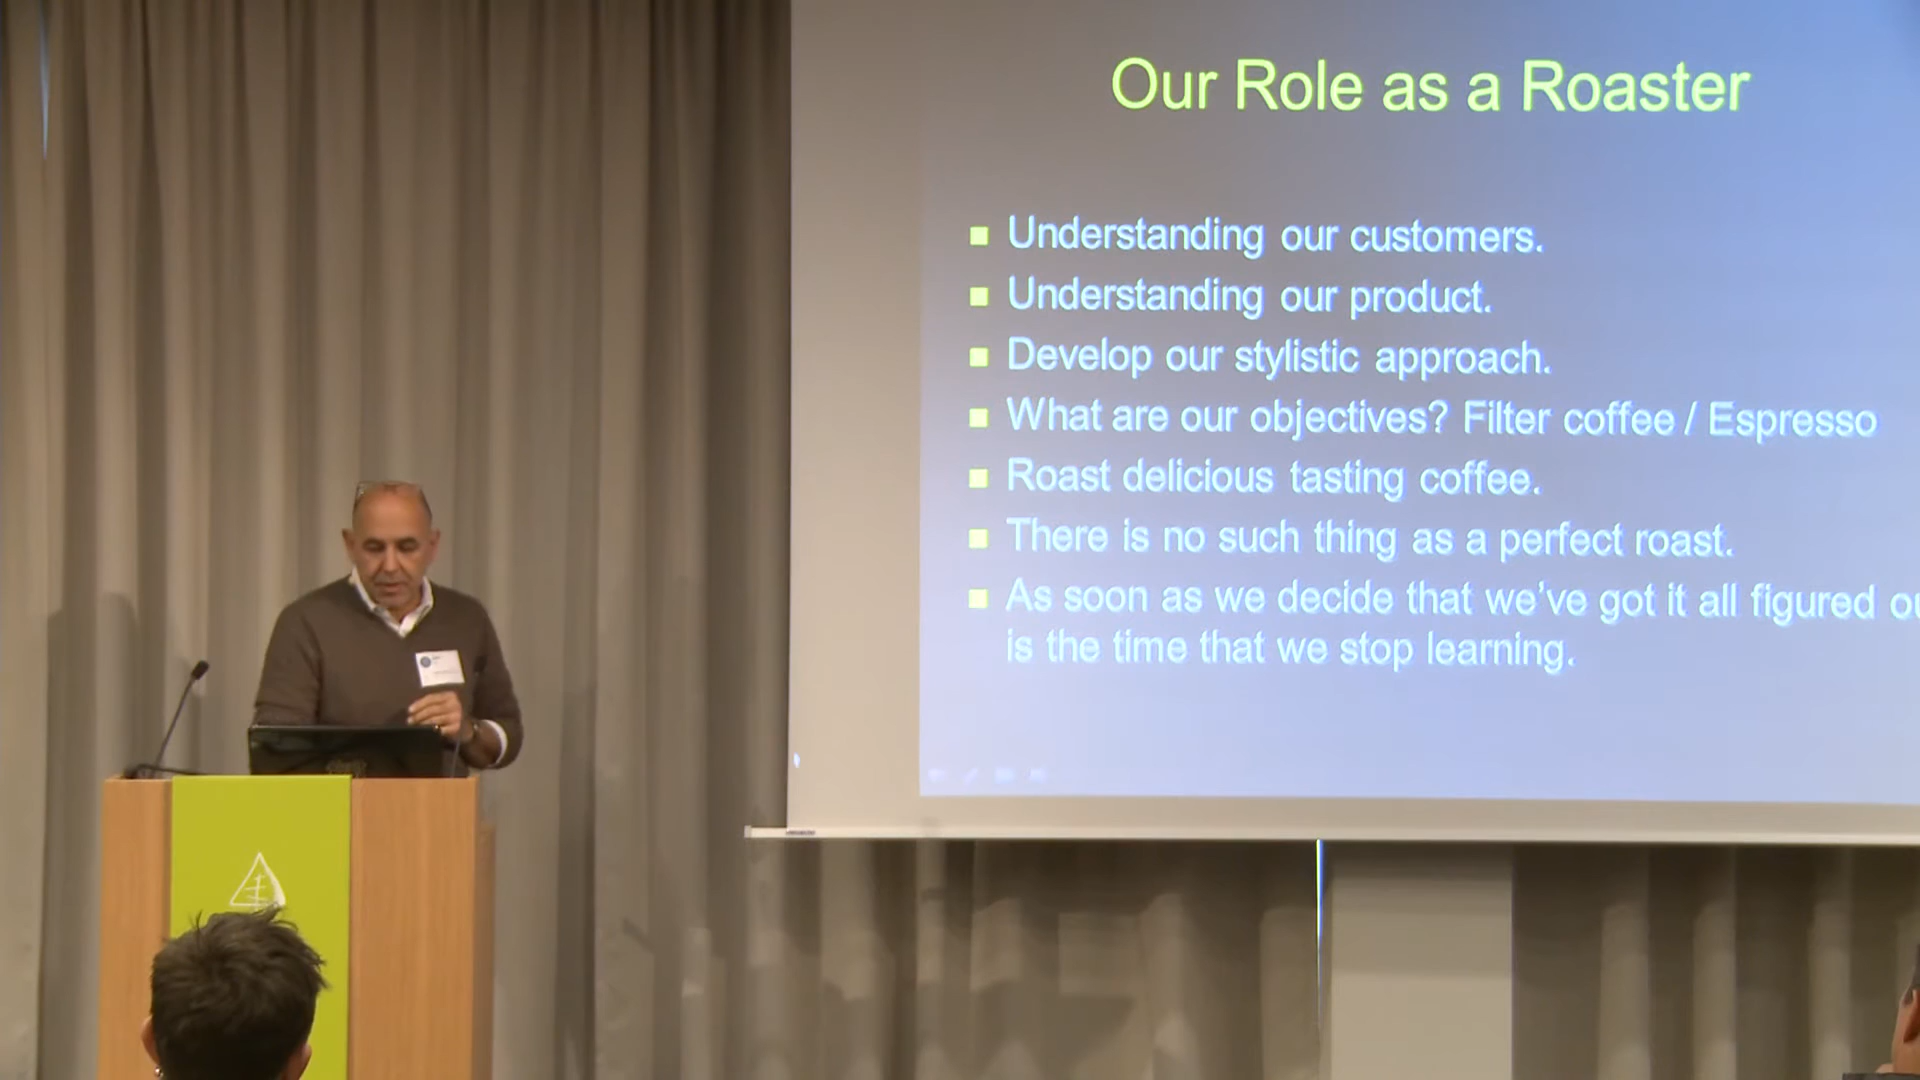 Our Role as a Roaster
Understanding our customers.
Understanding our product.
Develop our stylistic approach.
What are our objectives? Filter coffee / Espresso
Roast delicious tasting coffee.
There is no such thing as a perfect roast.
As soon as we decide that we've got it all figured
is the time that we stop learning.